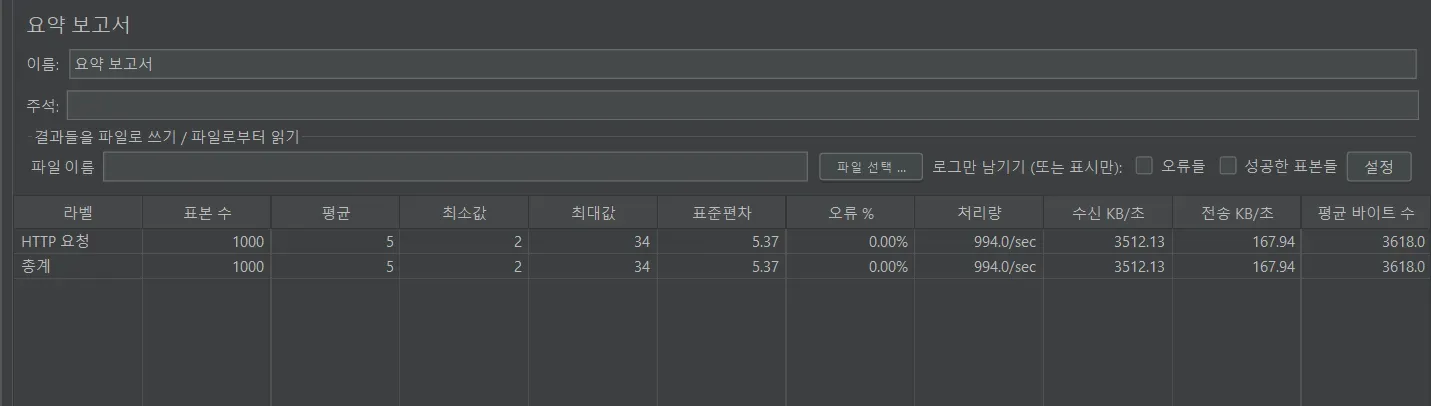 요약 보고서
이름: 요약 보고서
주석:
결과들을 파일로 쓰기 / 파일로부터 읽기
파일 이름 파일 선택 ... 로그만 남기기 (또는 표시만): 오류들 성공한 표본들 설정
라벨 표본 수 평균 최소값 최대값 표준편차 오류 % 처리량 수신 KB/초 전송 KB/초 평균 바이트 수
HTTP 요청 1000 5 2 34 5.37 0.00% 994.0/sec 3512.13 167.94 3618.0
총계 1000 5 2 34 5.37 0.00% 994.0/sec 3512.13 167.94 3618.0